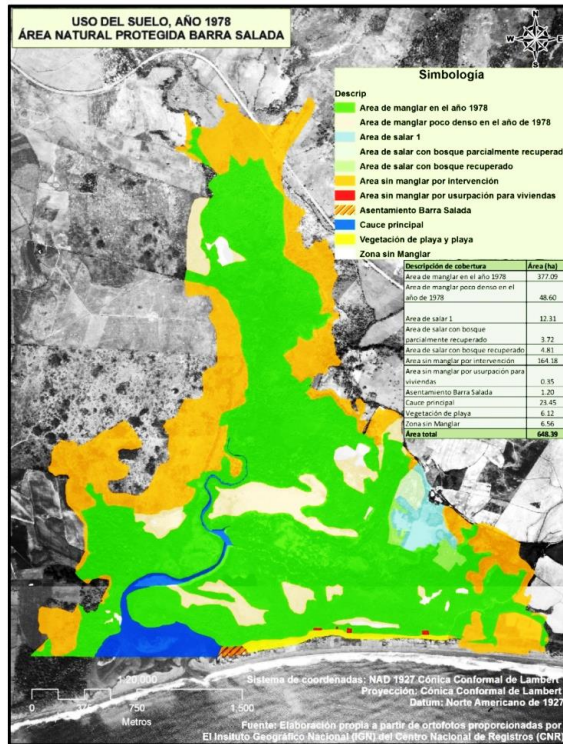 USO DEL SUELO, AÑO 1978
ÁREA NATURAL PROTEGIDA BARRA SALADA
N
W E
S
Simbología
Descrip
Area de manglar en el año 1978
Area de manglar poco denso en el año de 1978
Area de salar 1
Area de salar con bosque parcialmente recuperad
Area de salar con bosque recuperado
Area sin manglar por intervención
Area sin manglar por usurpación para viviendas
Asentamiento Barra Salada
Cauce principal
Vegetación de playa y playa
Zona sin Manglar
Descripción de cobertura Área (ha)
Area de manglar en el año 1978 377.09
Area de manglar poco denso en el
año de 1978 48.60
Area de salar 1 12.31
Area de salar con bosque
parcialmente recuperado 3.72
Area de salar con bosque recuperado 4.81
Area sin manglar por intervención 164.18
Area sin manglar por usurpación para
viviendas 0.35
Asentamiento Barra Salada 1.20
Cauce principal 23.45
Vegetación de playa 6.12
Zona sin Manglar 6.56
Área total 648.39
1:20,000
0 375 750 1,500
Metros
Sistema de coordenadas: NAD 1927 Cónica Conformal de Lambert
Proyección: Cónica Conformal de Lambert
Datum: Norte Americano de 1927
Fuente: Elaboración propia a partir de ortofotos proporcionadas por
El Insituto Geográfico Nacional (IGN) del Centro Nacional de Registros (CNR)